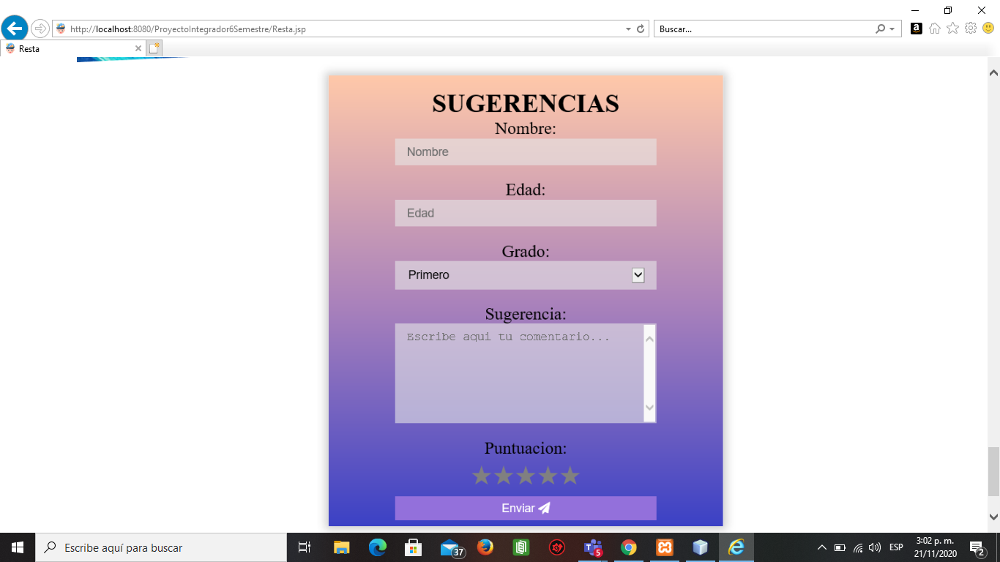 http://localhost:8080/ProyectoIntegrador6Semestre/Resta.jsp
Buscar...
Resta
SUGERENCIAS
Nombre:
Nombre
Edad:
Edad
Grado:
Primero
Sugerencia:
Escribe aqui tu comentario...
Puntuacion:
Enviar
Escribe aquí para buscar
37
5
ESP
3:02 p. m.
21/11/2020
2